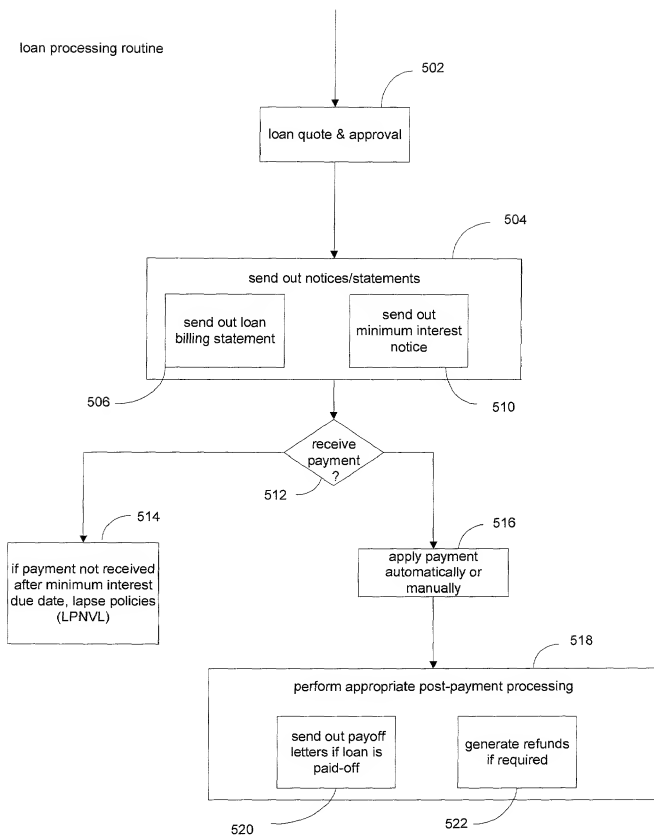 loan processing routine
502
loan quote & approval
504
send out notices/statements
send out loan
billing statement
send out
minimum interest
notice
506
510
receive
payment
?
512
514
516
if payment not received
after minimum interest
due date, lapse policies
(LPNVL)
apply payment
automatically or
manually
518
perform appropriate post-payment processing
send out payoff
letters if loan is
paid-off
generate refunds
if required
520
522